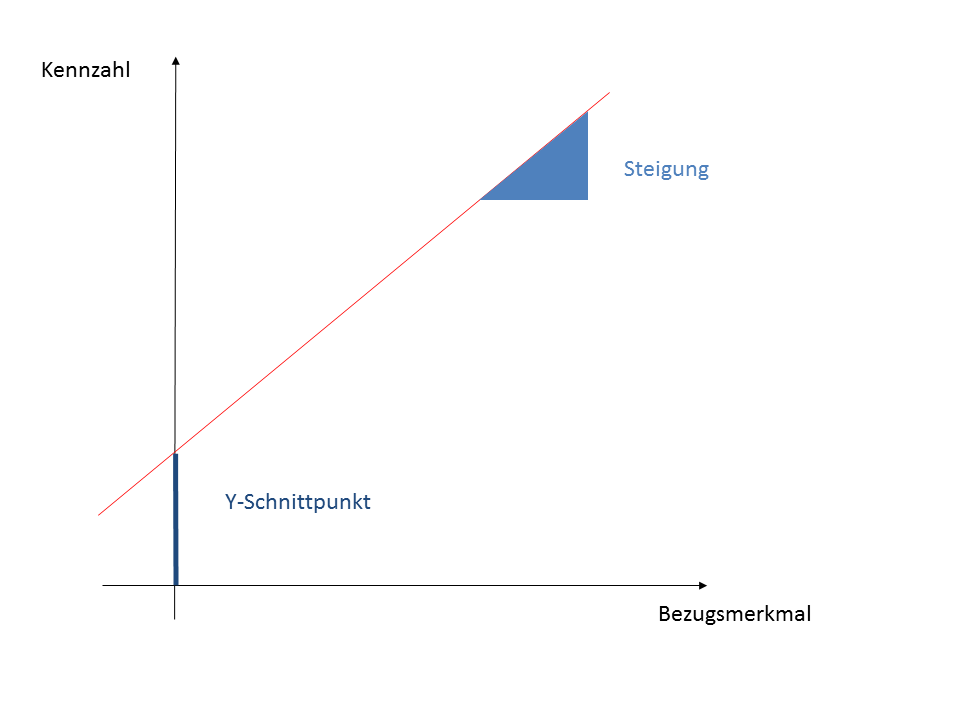 Kennzahl
Steigung
Y-Schnittpunkt
Bezugsmerkmal